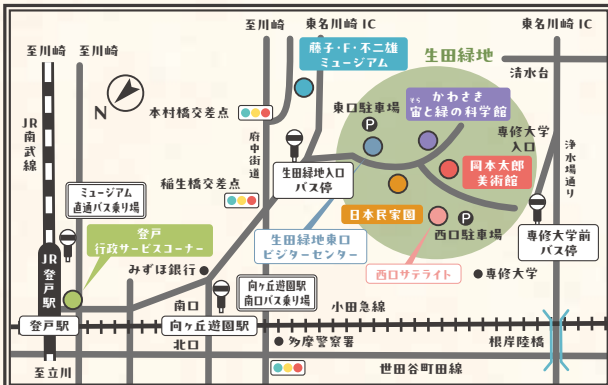 至川崎
至川崎
至川崎
東名川崎 IC
東名川崎 IC
藤子・F・不二雄
ミュージアム
生田緑地
清水台
N
本村橋交差点
東口駐車場
P
そら
かわさき
宙と緑の科学館
JR南武線
府中街道
専修大学
入口
浄水場通り
岡本太郎
美術館
ミュージアム
直通バス乗り場
稲生橋交差点
生田緑地入口
バス停
日本民家園
P
西口駐車場
登戸
行政サービスコーナー
生田緑地東口
ビジターセンター
専修大学前
バス停
西口サテライト
専修大学
みずほ銀行
JR登戸駅
向ヶ丘遊園駅
南口バス乗り場
南口
小田急線
登戸駅
向ヶ丘遊園駅
北口
多摩警察署
根岸陸橋
至立川
世田谷町田線